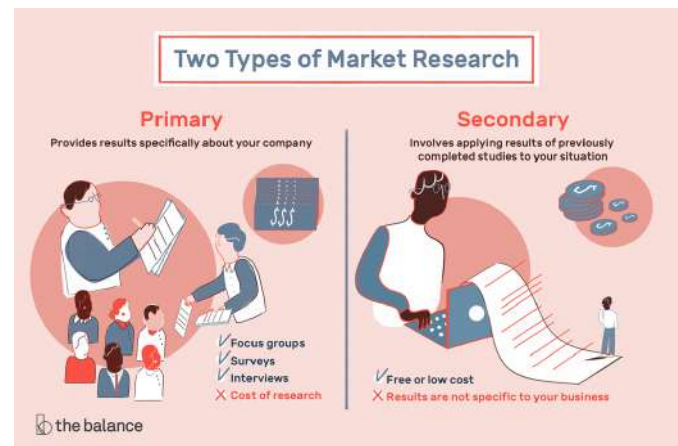 Two Types of Market Research
Primary
Provides results specifically about your company
Focus groups
Surveys
Interviews
Cost of research
Secondary
Involves applying results of previously
completed studies to your situation
Free or low cost
Results are not specific to your business
the balance